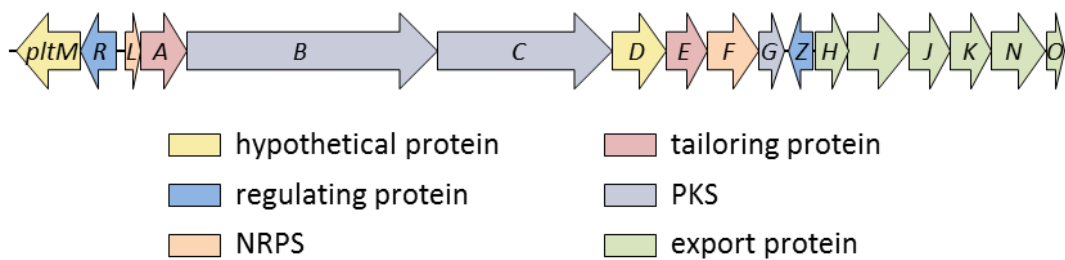 pltM R L A B C D E F G Z H I J K N O
hypothetical protein
tailoring protein
regulating protein
PKS
NRPS
export protein